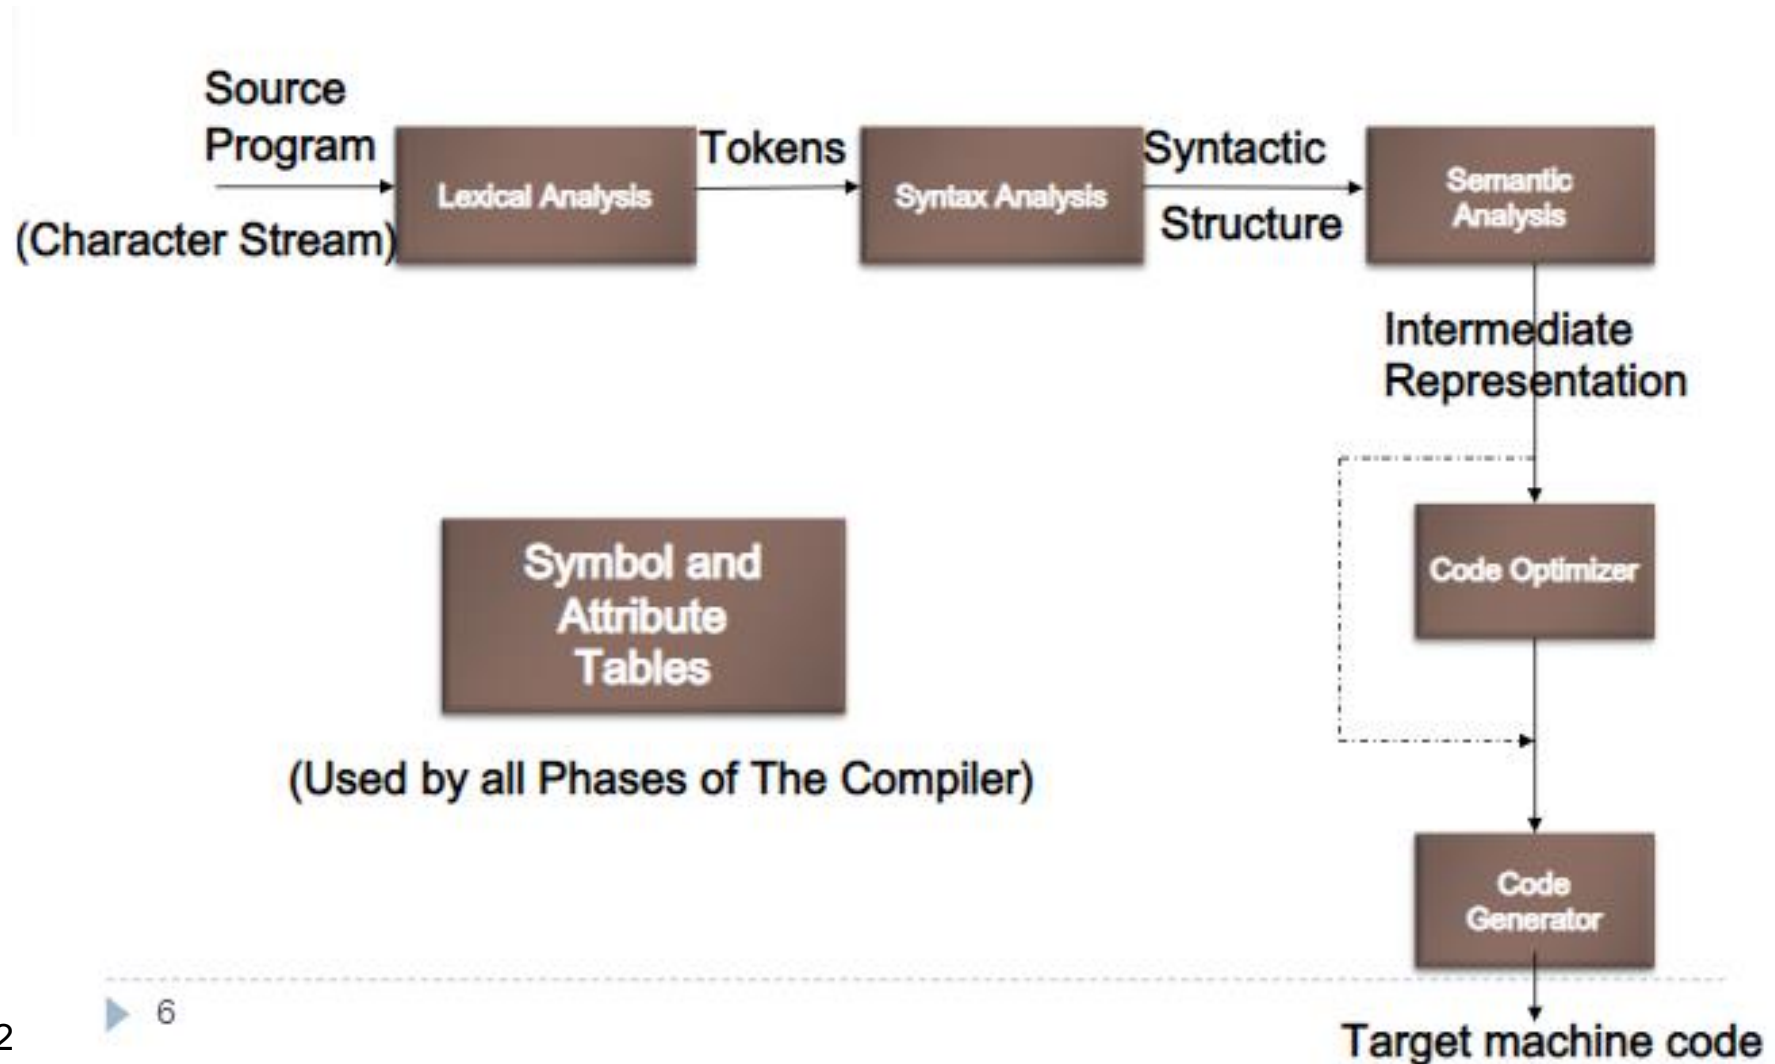 Source
Program
(Character Stream)
Lexical Analysis
Tokens
Syntax Analysis
Syntactic
Structure
Semantic
Analysis
Intermediate
Representation
Code Optimizer
Symbol and
Attribute
Tables
(Used by all Phases of The Compiler)
Code
Generator
Target machine code
6
2